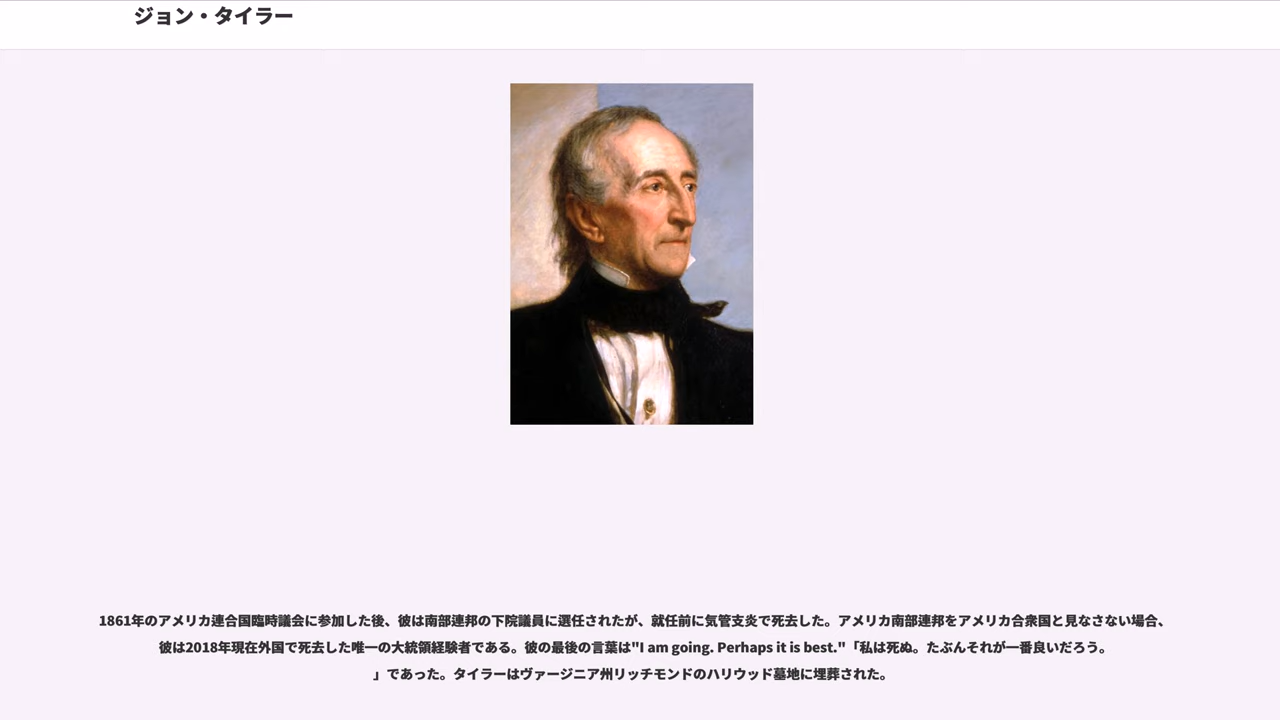 ジョン・タイラー
1861年のアメリカ連合国臨時議会に参加した後、彼は南部連邦の下院議員に選任されたが、就任前に気管支炎で死去した。アメリカ南部連邦をアメリカ合衆国と見なさない場合、
彼は2018年現在外国で死去した唯一の大統領経験者である。彼の最後の言葉は"I am going. Perhaps it is best."「私は死ぬ。たぶんそれが一番良いだろう。
」であった。タイラーはヴァージニア州リッチモンドのハリウッド墓地に埋葬された。